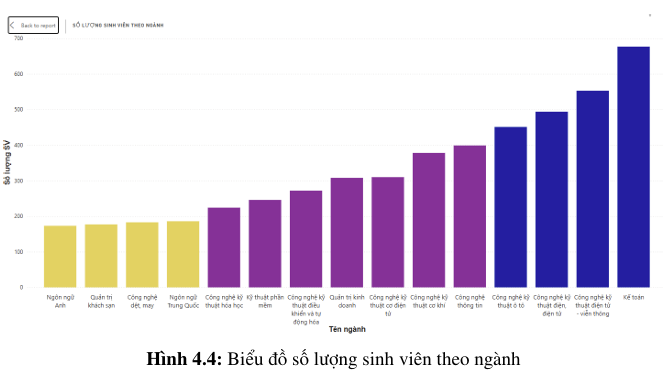 Back to report
SỐ LƯỢNG SINH VIÊN THEO NGÀNH
700
600
500
400
300
200
100
0
Số lượng SV
Ngôn ngữ
Anh
Quản trị
khách sạn
Công nghệ
dệt, may
Ngôn ngữ
Trung Quốc
Công nghệ kỹ
thuật hóa học
Kỹ thuật phần
mềm
Công nghệ kỹ
thuật điều
khiển và tự
động hóa
Quản trị kinh
doanh
Công nghệ kỹ
thuật cơ điện
tử
Công nghệ kỹ
thuật cơ khí
Công nghệ
thông tin
Công nghệ kỹ
thuật ô tô
Công nghệ kỹ
thuật điện,
điện tử
Công nghệ kỹ
thuật điện tử
- viễn thông
Kế toán
Tên ngành
Hình 4.4: Biểu đồ số lượng sinh viên theo ngành